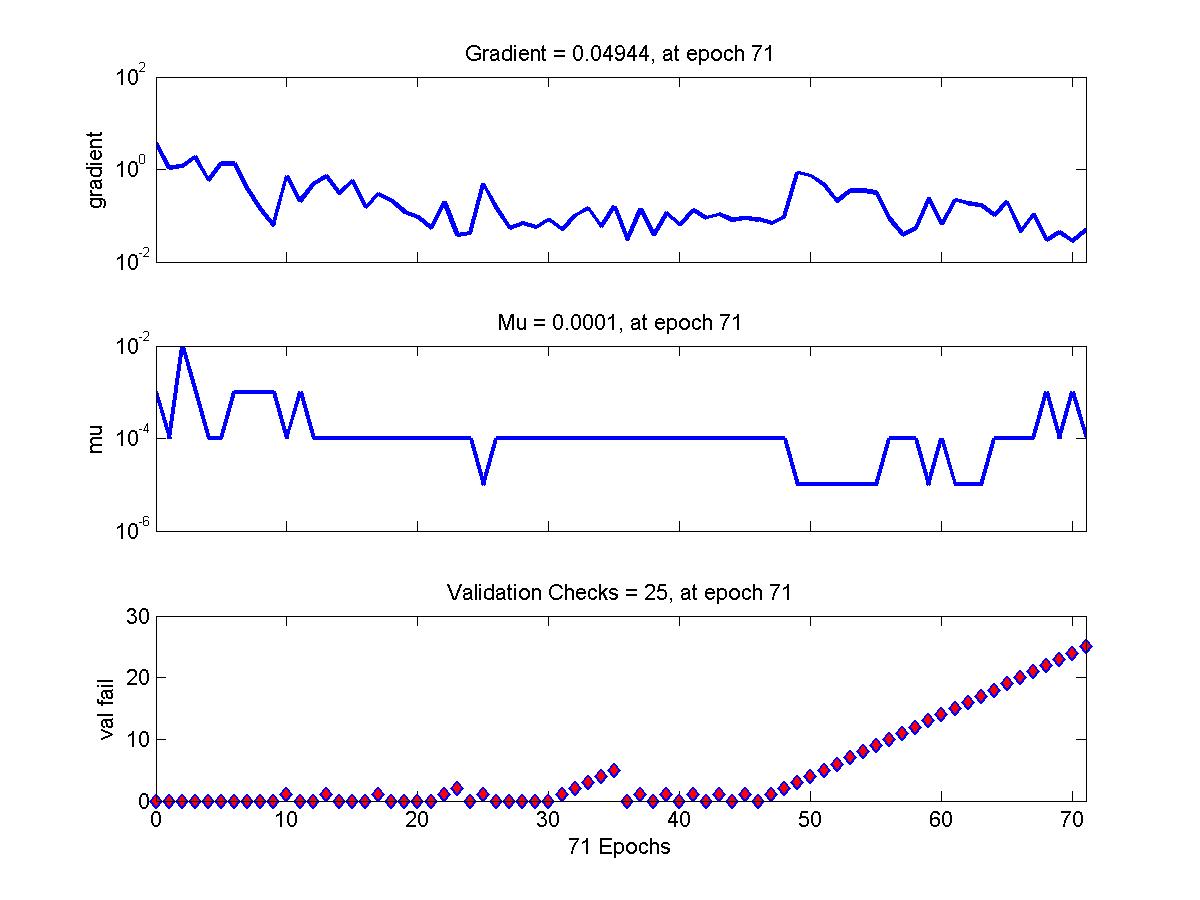 Gradient = 0.04944, at epoch 71
10^2
10^0
10^-2
gradient
Mu = 0.0001, at epoch 71
10^-2
10^-4
10^-6
mu
Validation Checks = 25, at epoch 71
30
20
10
0
val fail
0 10 20 30 40 50 60 70
71 Epochs